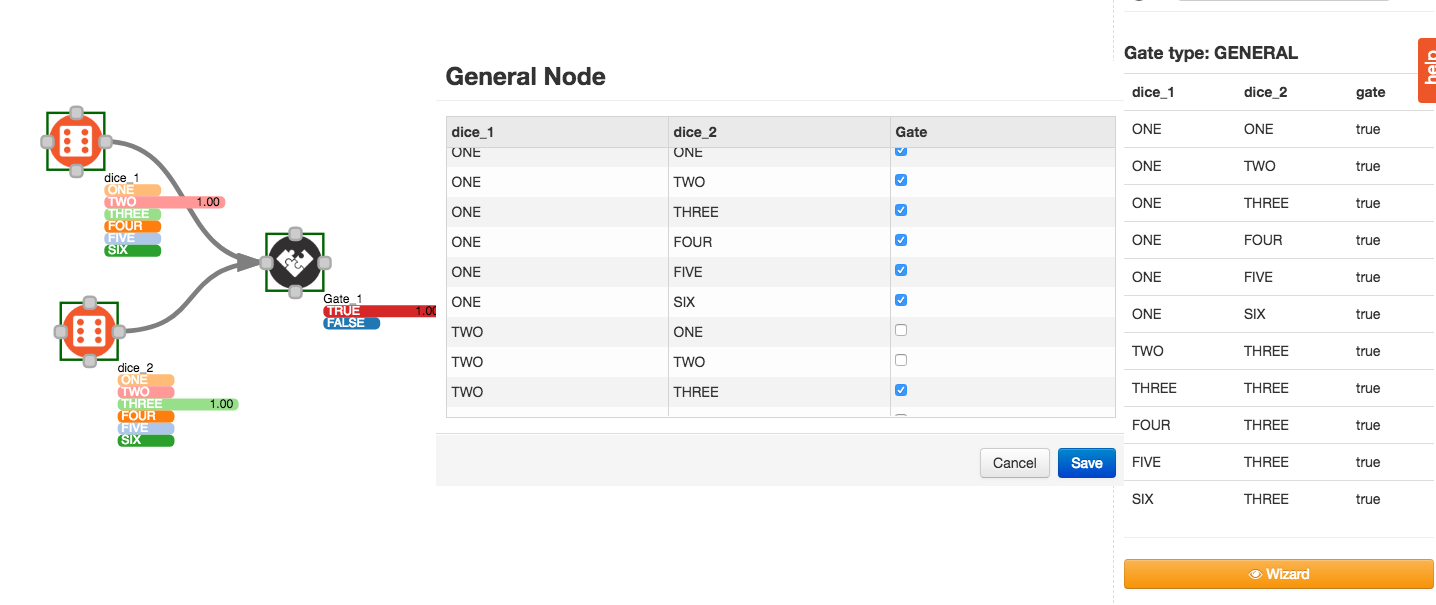 dice_1
ONE
TWO 1.00
THREE
FOUR
FIVE
SIX
dice_2
ONE
TWO
THREE 1.00
FOUR
FIVE
SIX
Gate_1
TRUE 1.00
FALSE
General Node
dice_1 dice_2 Gate
ONE ONE
ONE TWO
ONE THREE
ONE FOUR
ONE FIVE
ONE SIX
TWO ONE
TWO TWO
TWO THREE
Cancel Save
Gate type: GENERAL
dice_1 dice_2 gate
ONE ONE true
ONE TWO true
ONE THREE true
ONE FOUR true
ONE FIVE true
ONE SIX true
TWO THREE true
THREE THREE true
FOUR THREE true
FIVE THREE true
SIX THREE true
Wizard
help